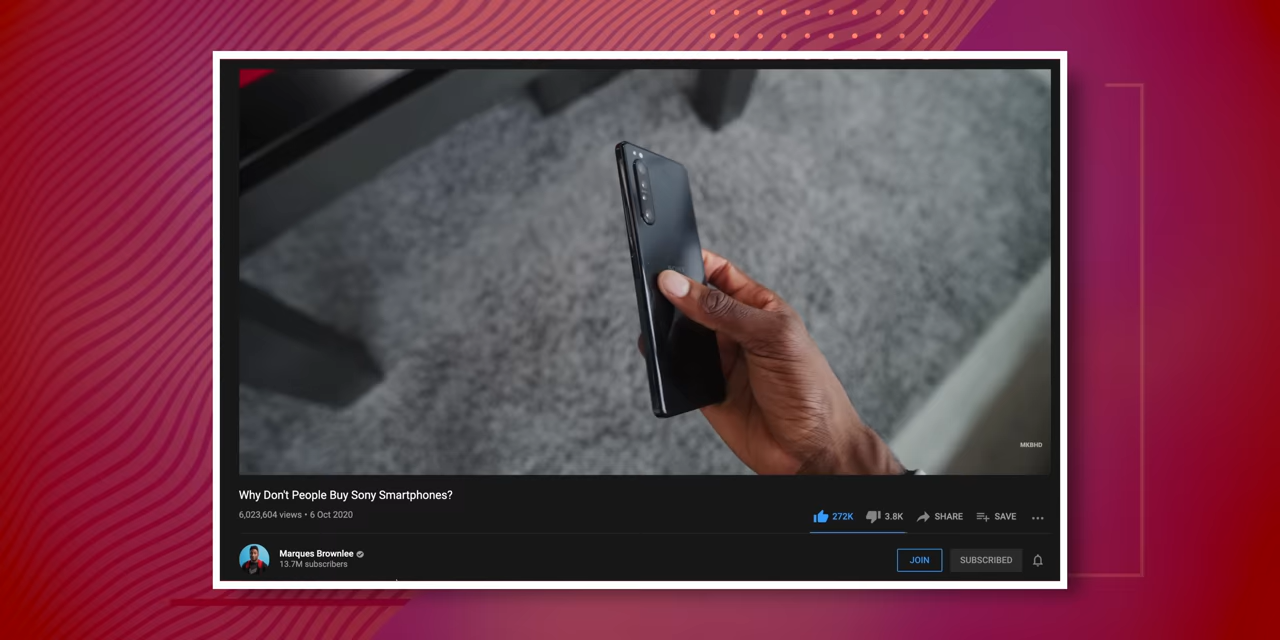 MKBHD
Why Don't People Buy Sony Smartphones?
6,023,604 views • 6 Oct 2020
272K 3.8K SHARE SAVE
Marques Brownlee
13.7M subscribers
JOIN SUBSCRIBED